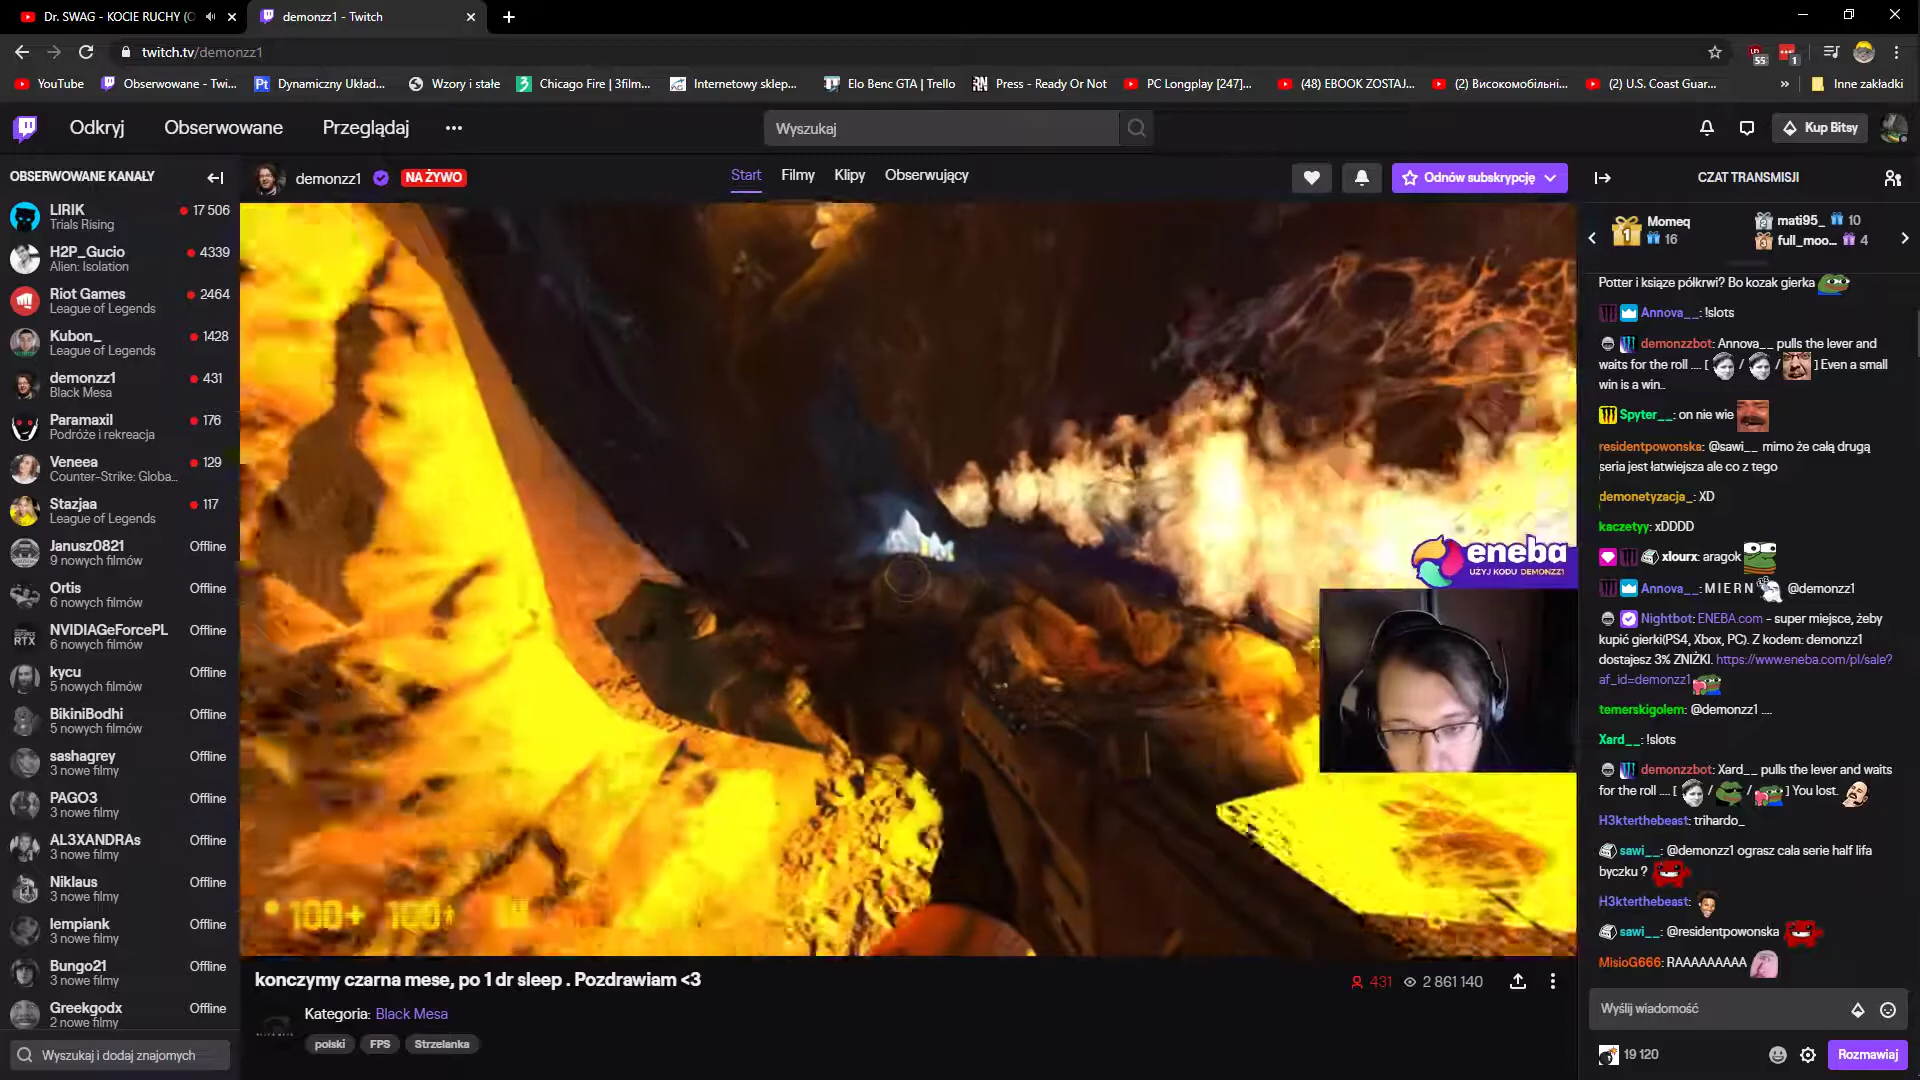 Dr. SWAG - KOCIE RUCHY (O
demonzz1 - Twitch
twitch.tv/demonzz1
55
1
YouTube
Obserwowane - Twi...
Pt
Dynamiczny Układ...
Wzory i stałe
Chicago Fire | 3film...
Internetowy sklep...
Elo Benc GTA | Trello
Press - Ready Or Not
PC Longplay [247]...
(48) EBOOK ZOSTAJ...
(2) Високомобільні...
(2) U.S. Coast Guar...
»
Inne zakładki
Odkryj
Obserwowane
Przeglądaj
Wyszukaj
Kup Bitsy
OBSERWOWANE KANAŁY
LIRIK
17 506
Trials Rising
H2P_Gucio
4339
Alien: Isolation
Riot Games
2464
League of Legends
Kubon_
1428
League of Legends
demonzz1
431
Black Mesa
Paramaxil
176
Podróże i rekreacja
Veneea
129
Counter-Strike: Globa...
Stazjaa
117
League of Legends
Janusz0821
Offline
9 nowych filmów
Ortis
Offline
6 nowych filmów
NVIDIAGeForcePL
Offline
6 nowych filmów
kycu
Offline
5 nowych filmów
BikiniBodhi
Offline
5 nowych filmów
sashagrey
Offline
3 nowe filmy
PAGO3
Offline
3 nowe filmy
AL3XANDRAs
Offline
3 nowe filmy
Niklaus
Offline
3 nowe filmy
lempiank
Offline
3 nowe filmy
Bungo21
Offline
3 nowe filmy
Greekgodx
Offline
2 nowe filmy
Wyszukaj i dodaj znajomych
demonzz1
NA ŻYWO
Start
Filmy
Klipy
Obserwujący
Odnów subskrypcję
eneba
UŻYJ KODU DEMONZZ1
100+
100
konczymy czarna mese, po 1 dr sleep . Pozdrawiam <3
431
2 861 140
Kategoria: Black Mesa
polski
FPS
Strzelanka
CZAT TRANSMISJI
1
Momeq
16
2
mati95_
10
3
full_moo...
4
Potter i książe półkrwi? Bo kozak gierka
Annova__: !slots
demonzzbot: Annova__ pulls the lever and
waits for the roll .... [ / / ] Even a small
win is a win..
Spyter__: on nie wie
residentpowonska: @sawi__ mimo że całą drugą
seria jest łatwiejsza ale co z tego
demonetyzacja_: XD
kaczetyy: xDDDD
xlourx: aragok
Annova__: M I E R N @demonzz1
Nightbot: ENEBA.com - super miejsce, żeby
kupić gierki(PS4, Xbox, PC). Z kodem: demonzz1
dostajesz 3% ZNIŻKI. https://www.eneba.com/pl/sale?
af_id=demonzz1
temerskigolem: @demonzz1 ....
Xard__: !slots
demonzzbot: Xard__ pulls the lever and waits
for the roll .... [ / / ] You lost.
H3kterthebeast: trihardo_
sawi__: @demonzz1 ograsz cala serie half lifa
byczku ?
H3kterthebeast:
sawi__: @residentpowonska
MisioG666: RAAAAAAAAA
Wyślij wiadomość
19 120
Rozmawiaj